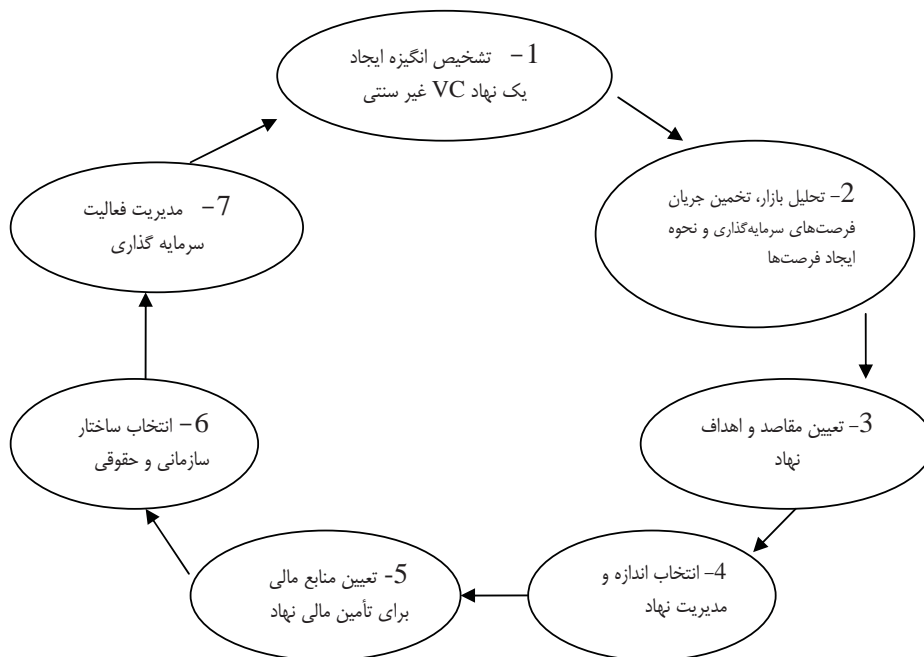 1- تشخیص انگیزه ایجاد
یک نهاد VC غیر سنتی
2- تحلیل بازار، تخمین جریان
فرصت‌های سرمایه‌گذاری و نحوه
ایجاد فرصت‌ها
3- تعیین مقاصد و اهداف
نهاد
4- انتخاب اندازه و
مدیریت نهاد
5- تعیین منابع مالی
برای تأمین مالی نهاد
6- انتخاب ساختار
سازمانی و حقوقی
7- مدیریت فعالیت
سرمایه گذاری